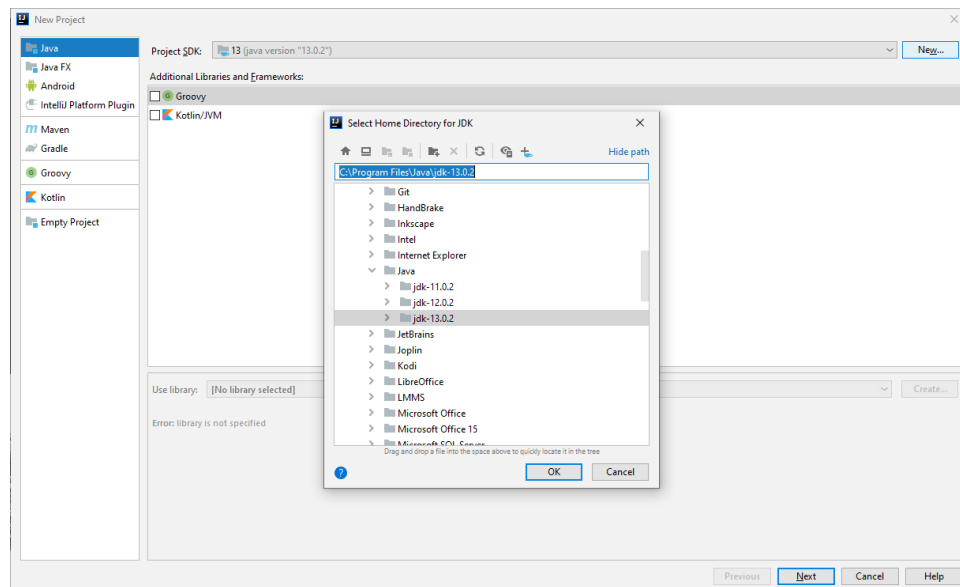 New Project
Java
Java FX
Android
IntelliJ Platform Plugin
Maven
Gradle
Groovy
Kotlin
Empty Project
Project SDK: 13 (java version "13.0.2")
New...
Additional Libraries and Frameworks:
Groovy
Kotlin/JVM
Select Home Directory for JDK
Hide path
C:\Program Files\Java\jdk-13.0.2
Git
HandBrake
Inkscape
Intel
Internet Explorer
Java
jdk-11.0.2
jdk-12.0.2
jdk-13.0.2
JetBrains
Joplin
Kodi
LibreOffice
LMMS
Microsoft Office
Microsoft Office 15
Microsoft SQL Server
Drag and drop a file into the space above to quickly locate it in the tree
? OK Cancel
Use library: [No library selected] Create...
Error: library is not specified
Previous Next Cancel Help